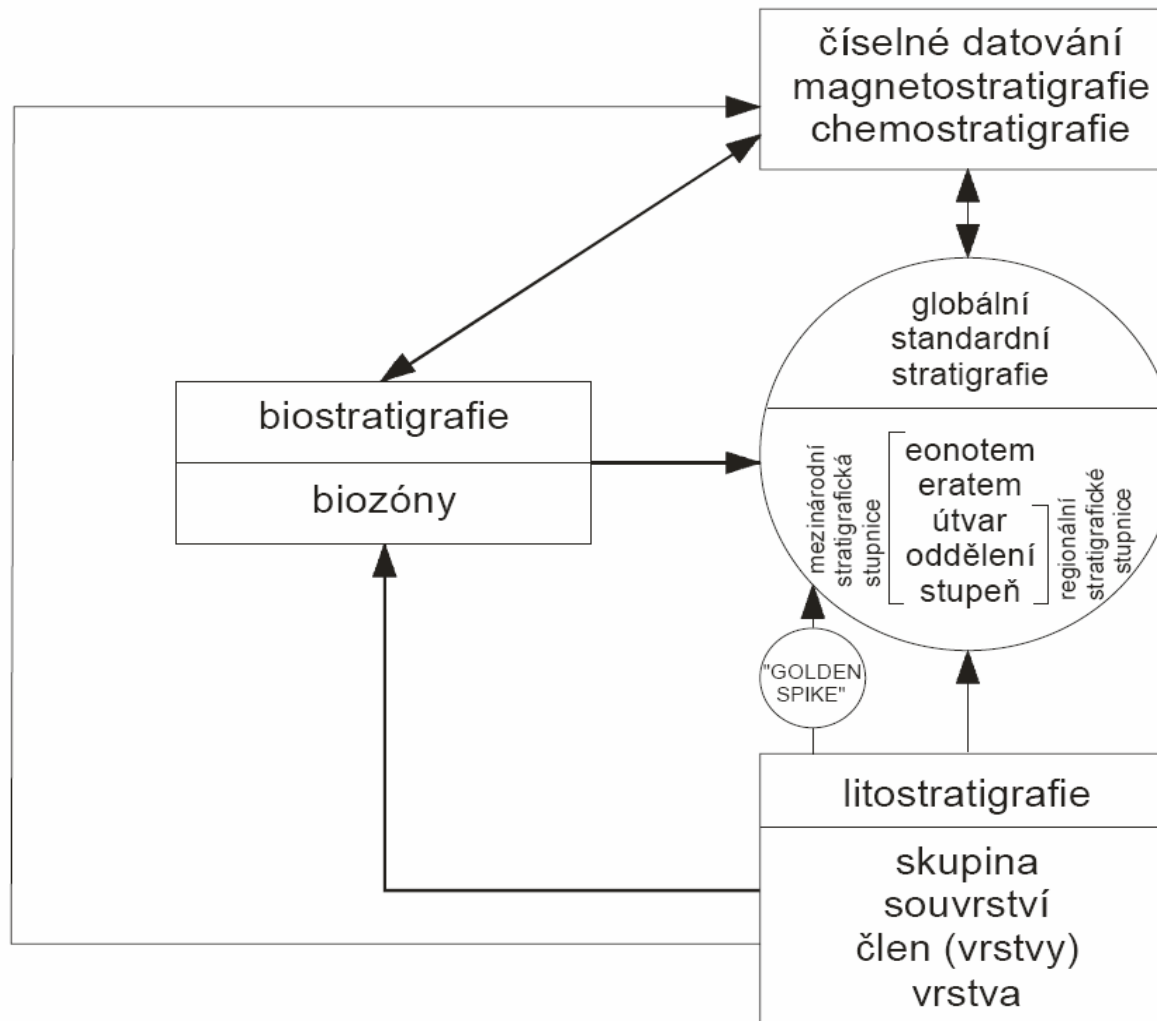 číselné datování
magnetostratigrafie
chemostratigrafie
globální
standardní
stratigrafie
biostratigrafie
biozóny
mezinárodní
stratigrafická
stupnice
eonotem
eratem
útvar
oddělení
stupeň
regionální
stratigrafické
stupnice
"GOLDEN
SPIKE"
litostratigrafie
skupina
souvrství
člen (vrstvy)
vrstva